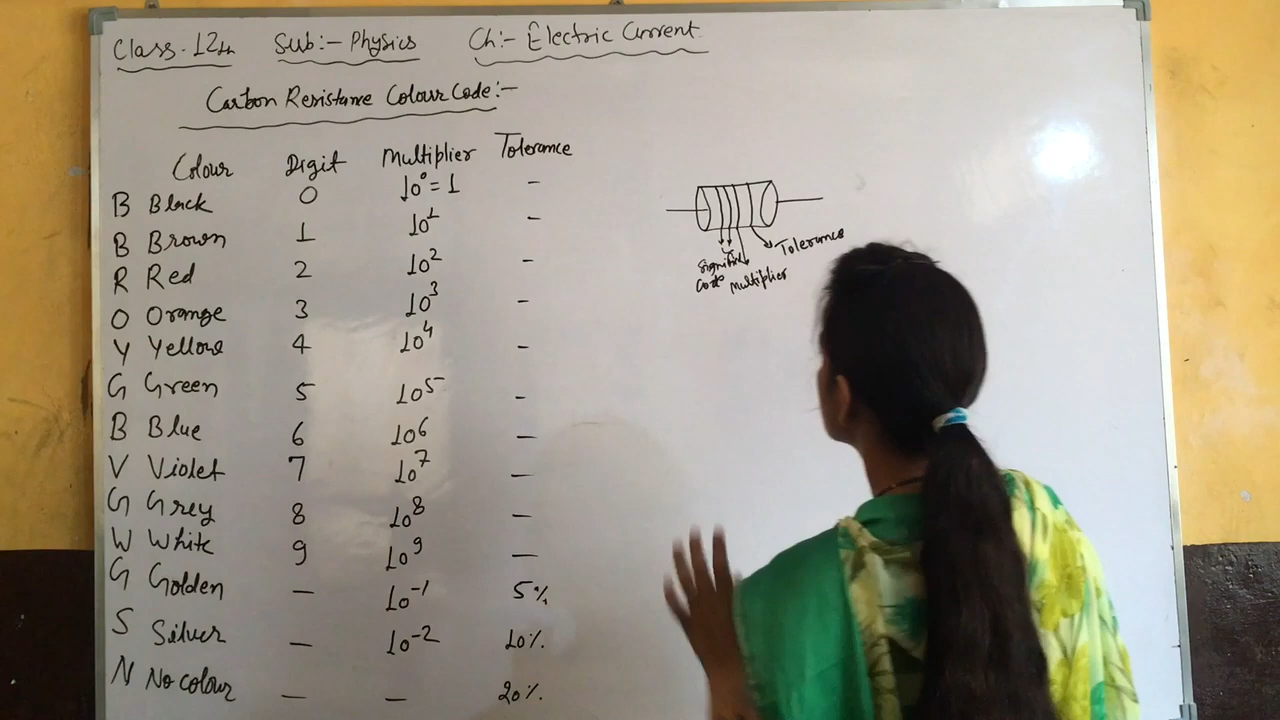 Class. 12th Sub:- Physics Ch:- Electric Current
Carbon Resistance Colour Code:-
Colour Digit Multiplier Tolerance
B Black 0 10⁰=1 -
B Brown 1 10¹ -
R Red 2 10² -
O Orange 3 10³ -
Y Yellow 4 10⁴ -
G Green 5 10⁵ -
B Blue 6 10⁶ -
V Violet 7 10⁷ -
G Grey 8 10⁸ -
W White 9 10⁹ -
G Golden - 10⁻¹ 5%
S Silver - 10⁻² 10%
N No colour - - 20%
Tolerance
Multiplier